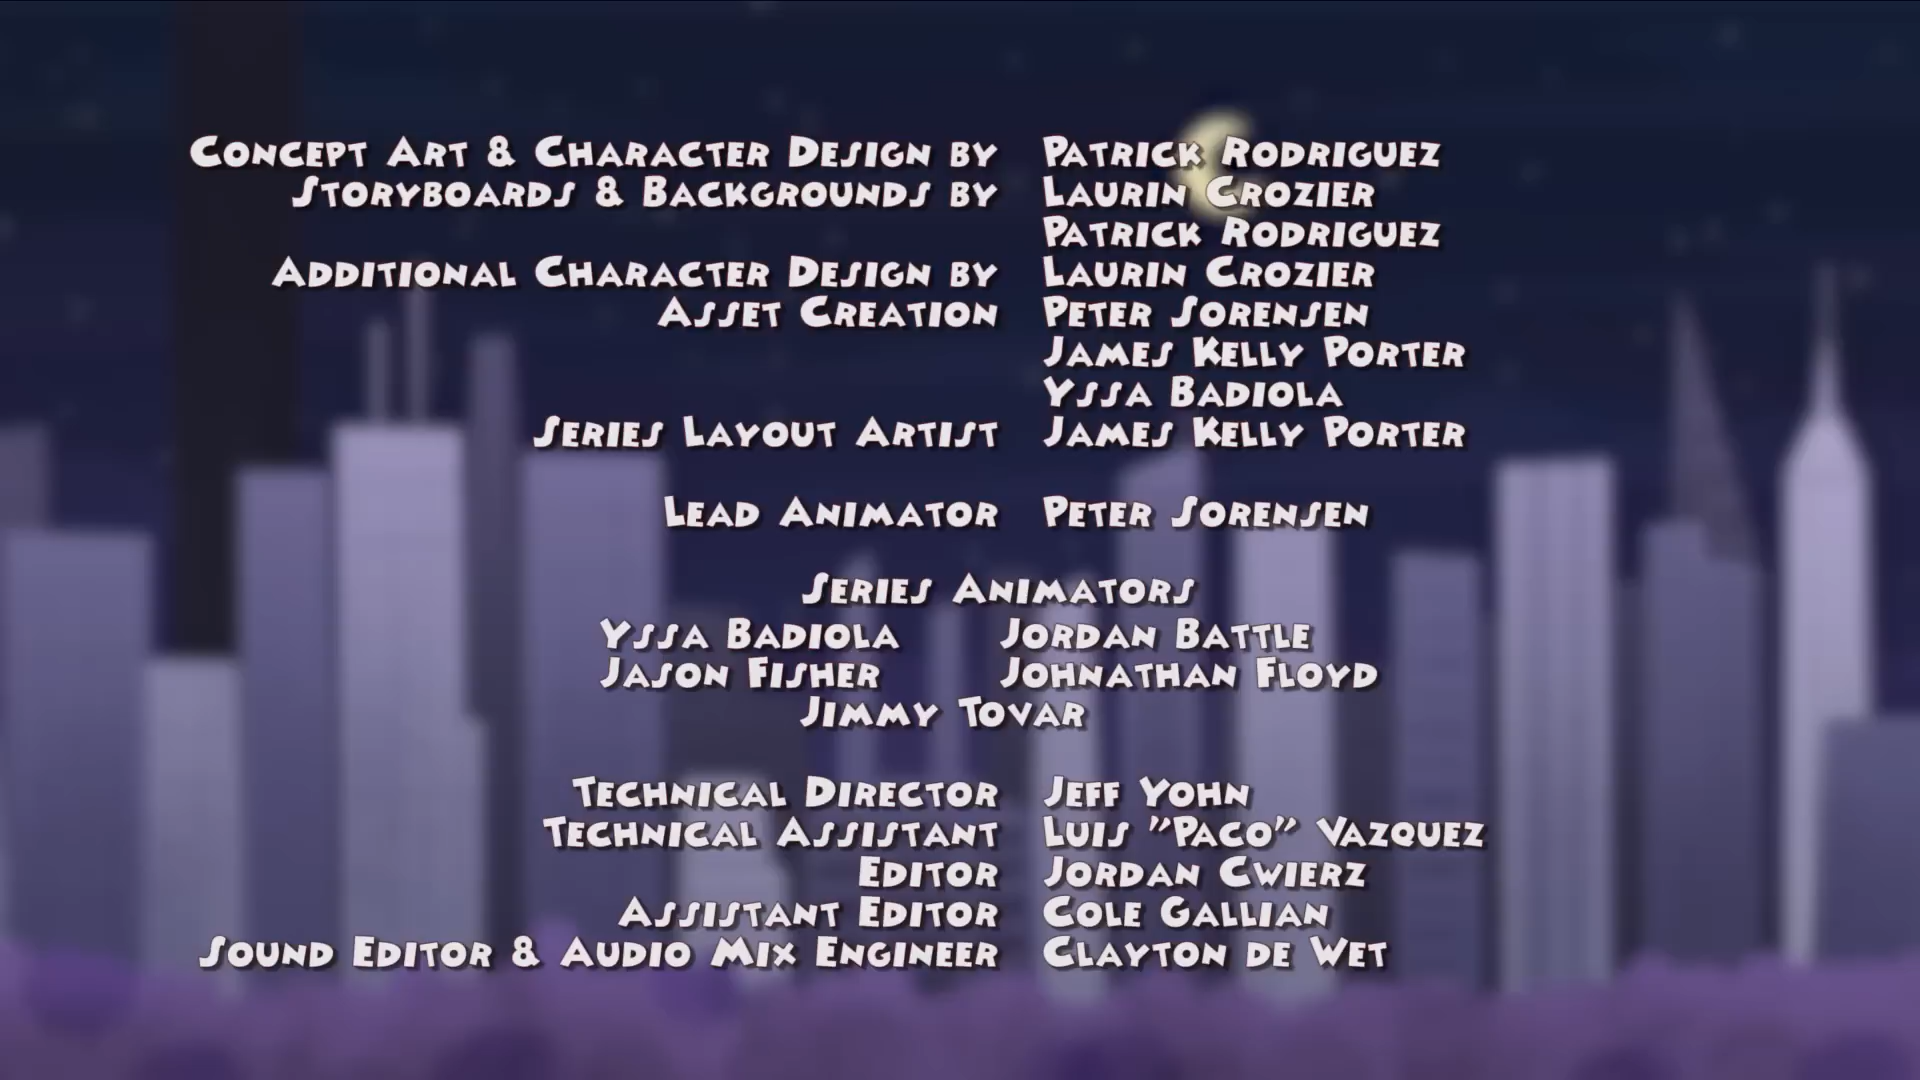 Concept Art & Character Design by Patrick Rodriguez
Storyboards & Backgrounds by Laurin Crozier
Patrick Rodriguez
Additional Character Design by Laurin Crozier
Asset Creation Peter Sorensen
James Kelly Porter
Yssa Badiola
Series Layout Artist James Kelly Porter
Lead Animator Peter Sorensen
Series Animators
Yssa Badiola Jordan Battle
Jason Fisher Johnathan Floyd
Jimmy Tovar
Technical Director Jeff Yohn
Technical Assistant Luis "Paco" Vazquez
Editor Jordan Cwierz
Assistant Editor Cole Gallian
Sound Editor & Audio Mix Engineer Clayton de Wet